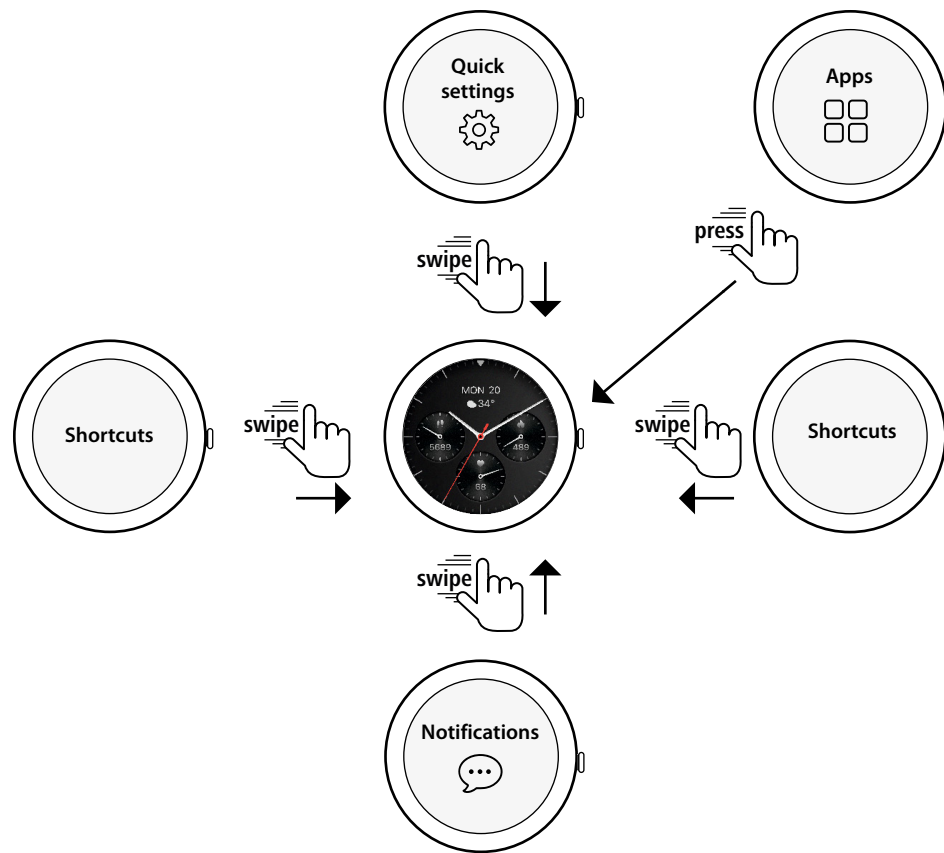 Quick
settings
Apps
press
swipe
Shortcuts
swipe
MON 20
34°
5689
489
68
swipe
Shortcuts
swipe
Notifications